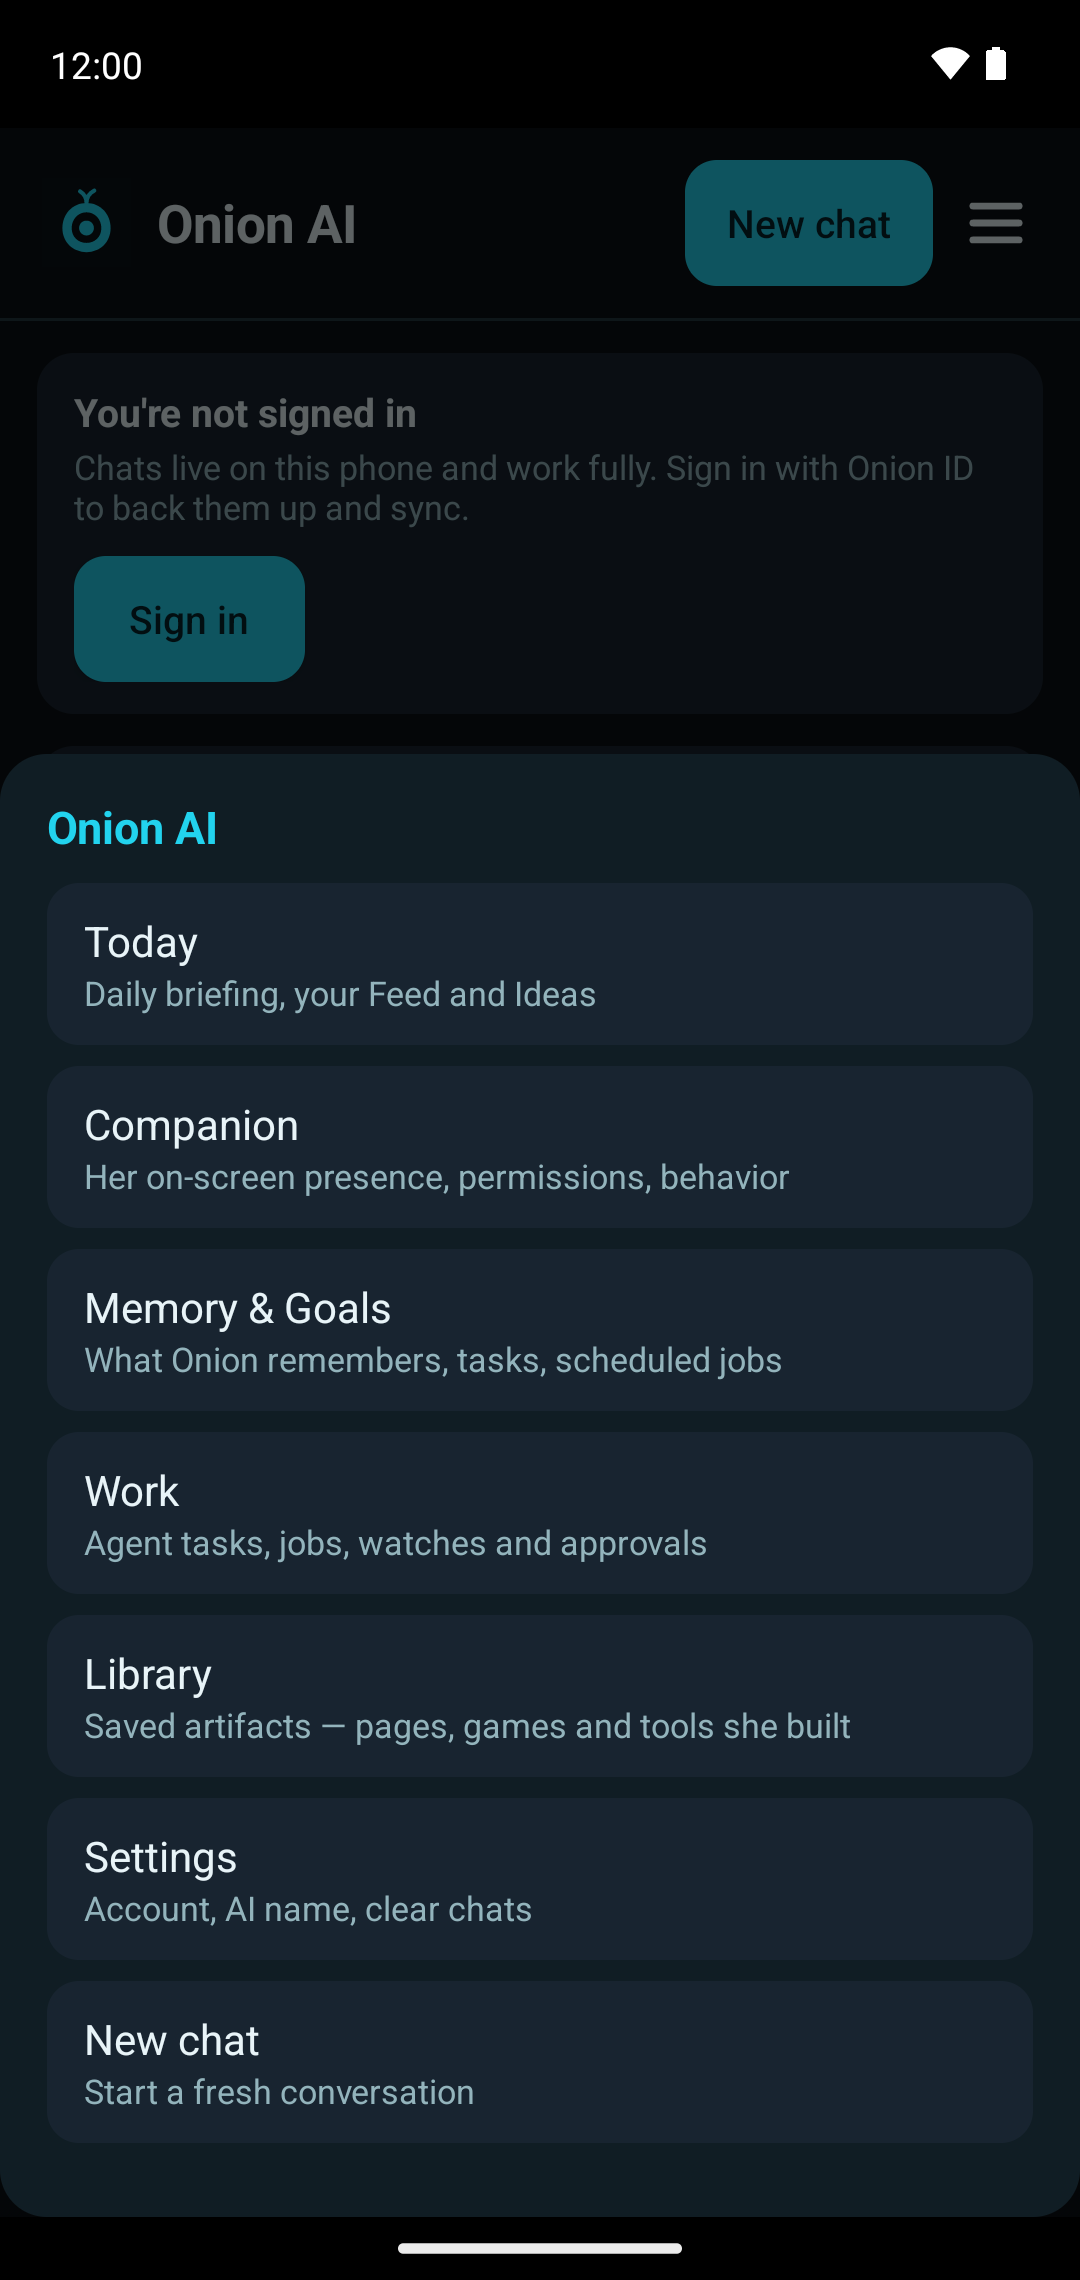 12:00
Onion AI
New chat
You're not signed in
Chats live on this phone and work fully. Sign in with Onion ID
to back them up and sync.
Sign in
Onion AI
Today
Daily briefing, your Feed and Ideas
Companion
Her on-screen presence, permissions, behavior
Memory & Goals
What Onion remembers, tasks, scheduled jobs
Work
Agent tasks, jobs, watches and approvals
Library
Saved artifacts — pages, games and tools she built
Settings
Account, AI name, clear chats
New chat
Start a fresh conversation